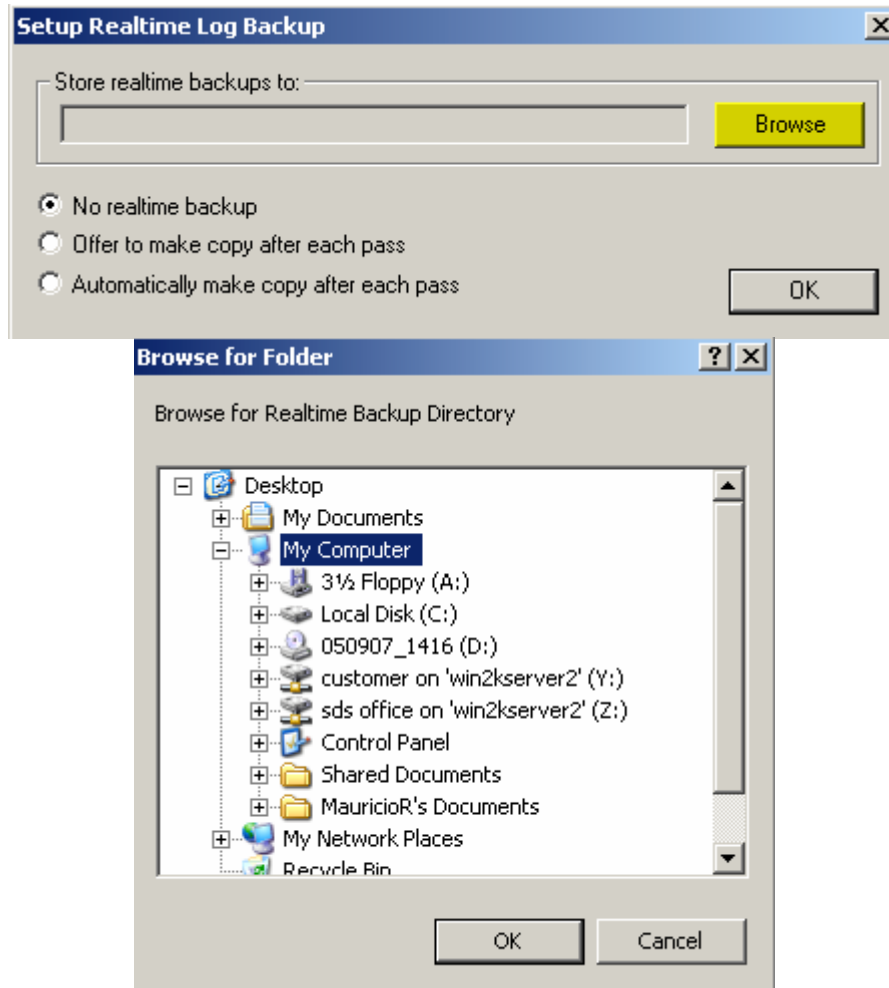 Setup Realtime Log Backup
Store realtime backups to:
Browse
No realtime backup
Offer to make copy after each pass
Automatically make copy after each pass
OK
Browse for Folder
Browse for Realtime Backup Directory
Desktop
My Documents
My Computer
3½ Floppy (A:)
Local Disk (C:)
050907_1416 (D:)
customer on 'win2kserver2' (Y:)
sds office on 'win2kserver2' (Z:)
Control Panel
Shared Documents
MauricioR's Documents
My Network Places
Recycle Bin
OK Cancel